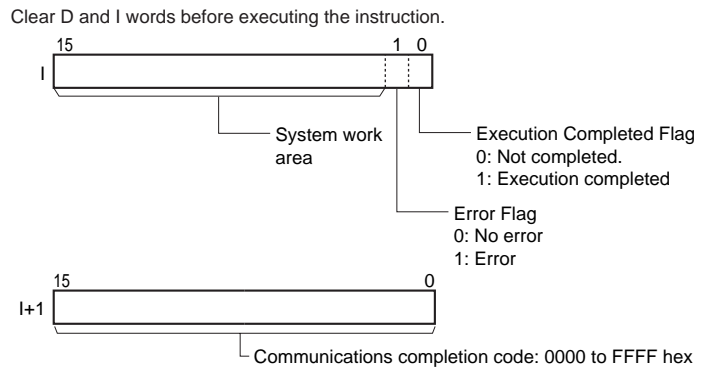 Clear D and I words before executing the instruction.
15 1 0
I
System work
area
Execution Completed Flag
0: Not completed.
1: Execution completed
Error Flag
0: No error
1: Error
15 0
I+1
Communications completion code: 0000 to FFFF hex